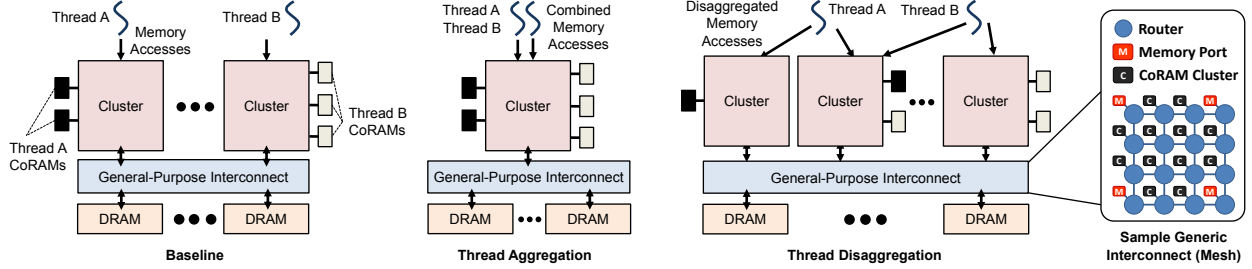 Thread A
Memory
Accesses
Thread B
Cluster
Cluster
Thread A
CoRAMs
Thread B
CoRAMs
General-Purpose Interconnect
DRAM
DRAM
Baseline
Thread A
Thread B
Combined
Memory
Accesses
Cluster
General-Purpose Interconnect
DRAM
DRAM
Thread Aggregation
Disaggregated
Memory
Accesses
Thread A
Thread B
Cluster
Cluster
Cluster
General-Purpose Interconnect
DRAM
DRAM
Thread Disaggregation
Router
M Memory Port
C CoRAM Cluster
M C C M
C C C C
C C C C
M C C M
Sample Generic
Interconnect (Mesh)